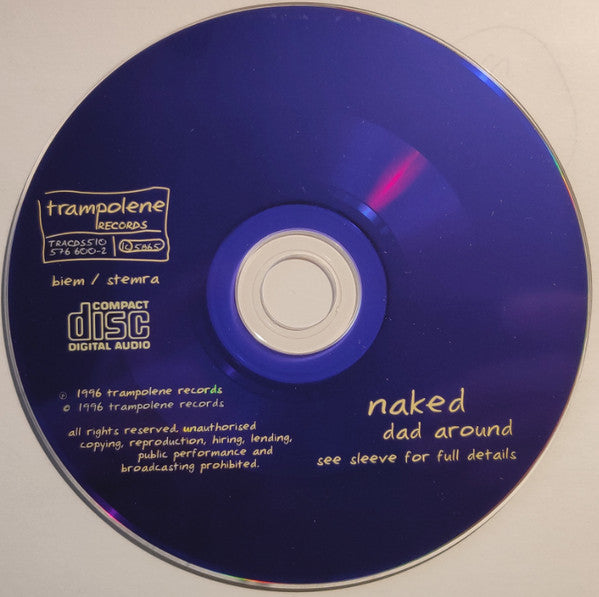 trampolene
RECORDS
TRACDS510
576 600-2
LC5865
biem / stemra
COMPACT
disc
DIGITAL AUDIO
℗ 1996 trampolene records
© 1996 trampolene records
all rights reserved. unauthorised
copying, reproduction, hiring, lending,
public performance and
broadcasting prohibited.
naked
dad around
see sleeve for full details